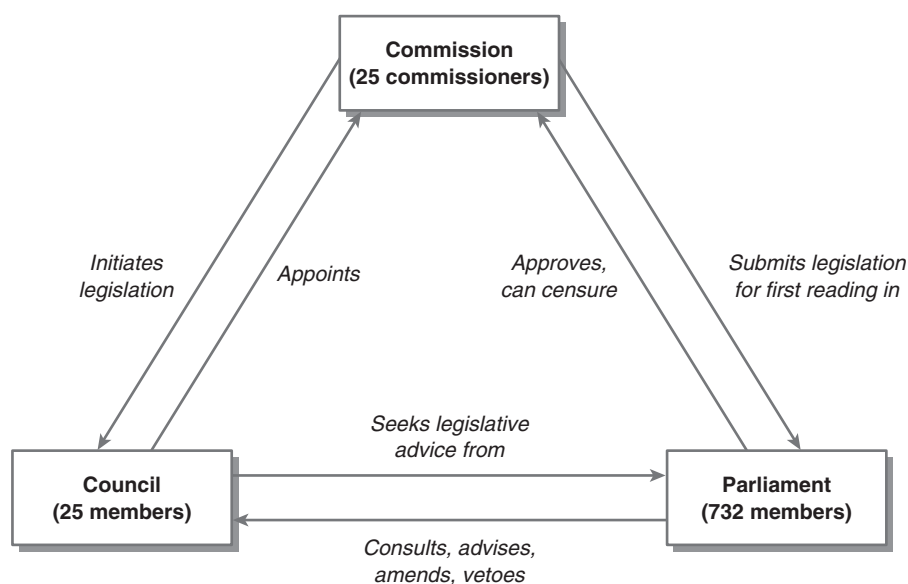 Commission
(25 commissioners)
Initiates
legislation
Appoints
Approves,
can censure
Submits legislation
for first reading in
Seeks legislative
advice from
Council
(25 members)
Parliament
(732 members)
Consults, advises,
amends, vetoes